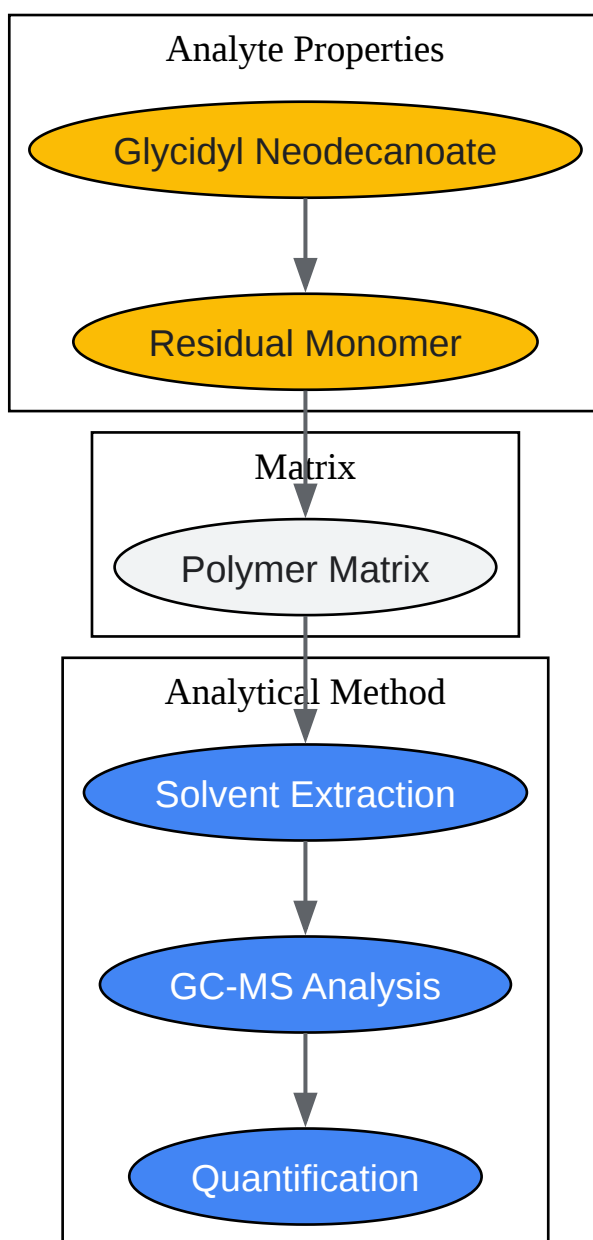 Analyte Properties
Glycidyl Neodecanoate
Residual Monomer
Matrix
Polymer Matrix
Analytical Method
Solvent Extraction
GC-MS Analysis
Quantification